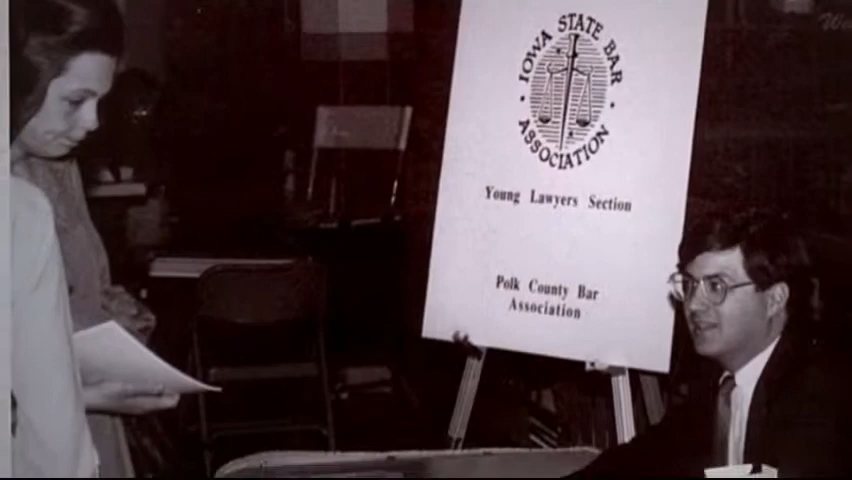 IOWA STATE BAR
ASSOCIATION
Young Lawyers Section
Polk County Bar
Association